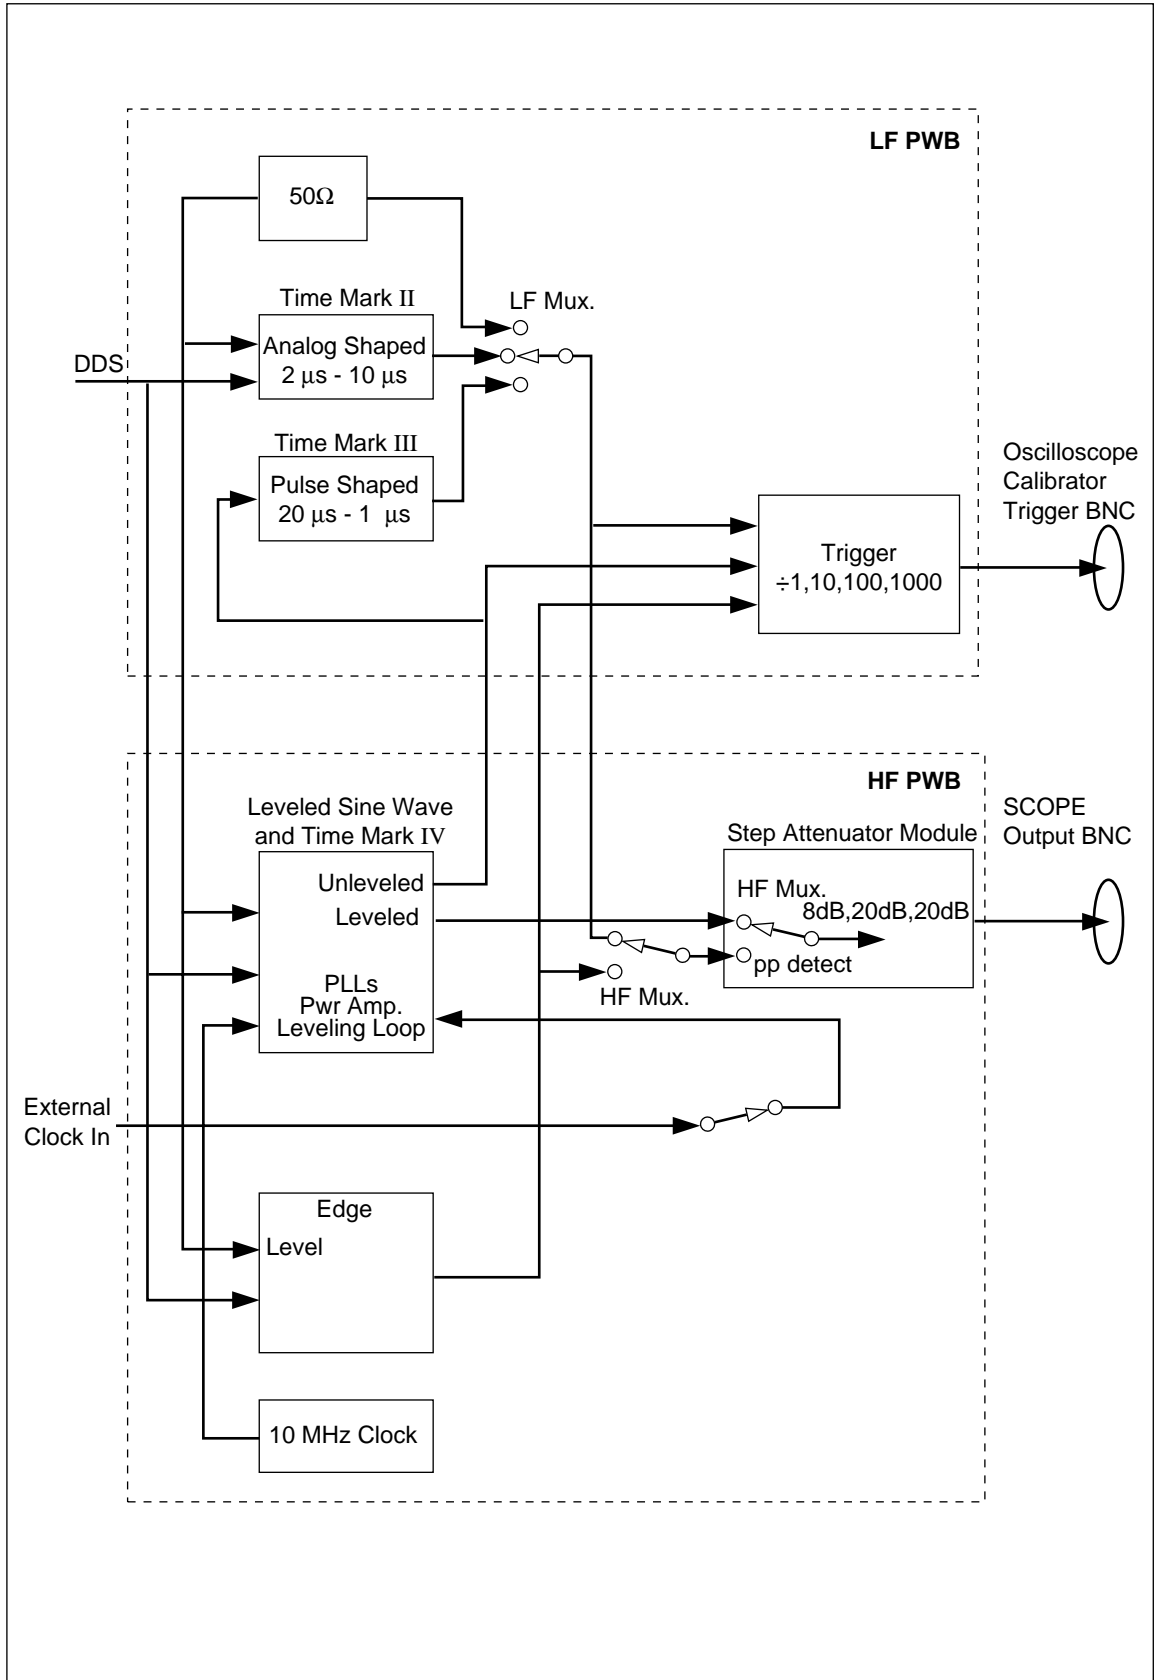 LF PWB
50Ω
Time Mark II
LF Mux.
Analog Shaped
2 μs - 10 μs
DDS
Time Mark III
Pulse Shaped
20 μs - 1 μs
Oscilloscope
Calibrator
Trigger BNC
Trigger
÷1,10,100,1000
HF PWB
Leveled Sine Wave
and Time Mark IV
SCOPE
Output BNC
Step Attenuator Module
Unleveled
Leveled
HF Mux.
8dB,20dB,20dB
pp detect
HF Mux.
PLLs
Pwr Amp.
Leveling Loop
External
Clock In
Edge
Level
10 MHz Clock